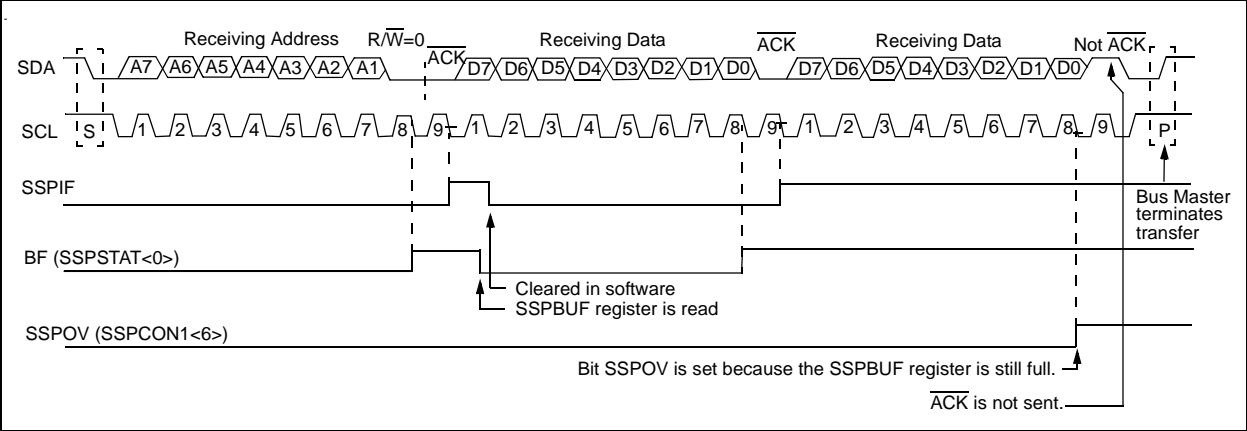 Receiving Address R/W=0 ACK Receiving Data ACK Receiving Data Not ACK
SDA A7 A6 A5 A4 A3 A2 A1 D7 D6 D5 D4 D3 D2 D1 D0 D7 D6 D5 D4 D3 D2 D1 D0
SCL S 1 2 3 4 5 6 7 8 9 1 2 3 4 5 6 7 8 9 1 2 3 4 5 6 7 8 9 P
SSPIF
Bus Master
terminates
transfer
BF (SSPSTAT<0>)
Cleared in software
SSPBUF register is read
SSPOV (SSPCON1<6>)
Bit SSPOV is set because the SSPBUF register is still full.
ACK is not sent.